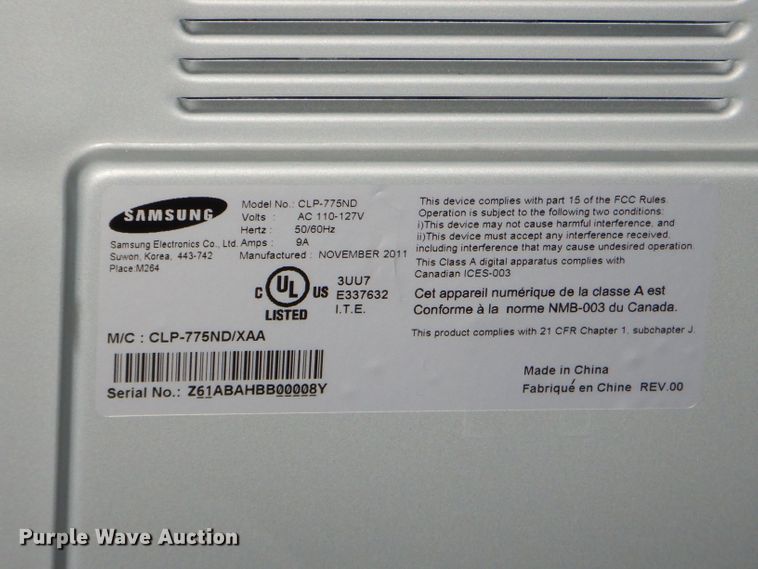 SAMSUNG
Samsung Electronics Co., Ltd.
Suwon, Korea, 443-742
Place:M264
Model No.: CLP-775ND
Volts : AC 110-127V
Hertz : 50/60Hz
Amps : 9A
Manufactured : NOVEMBER 2011
C UL US
LISTED
3UU7
E337632
I.T.E.
M/C : CLP-775ND/XAA
Serial No.: Z61ABAHBB00008Y
This device complies with part 15 of the FCC Rules.
Operation is subject to the following two conditions:
i)This device may not cause harmful interference, and
ii)This device must accept any interference received,
including interference that may cause undesired operation.
This Class A digital apparatus complies with
Canadian ICES-003
Cet appareil numérique de la classe A est
Conforme à la norme NMB-003 du Canada.
This product complies with 21 CFR Chapter 1, subchapter J.
Made in China
Fabriqué en Chine REV.00
Purple Wave Auction